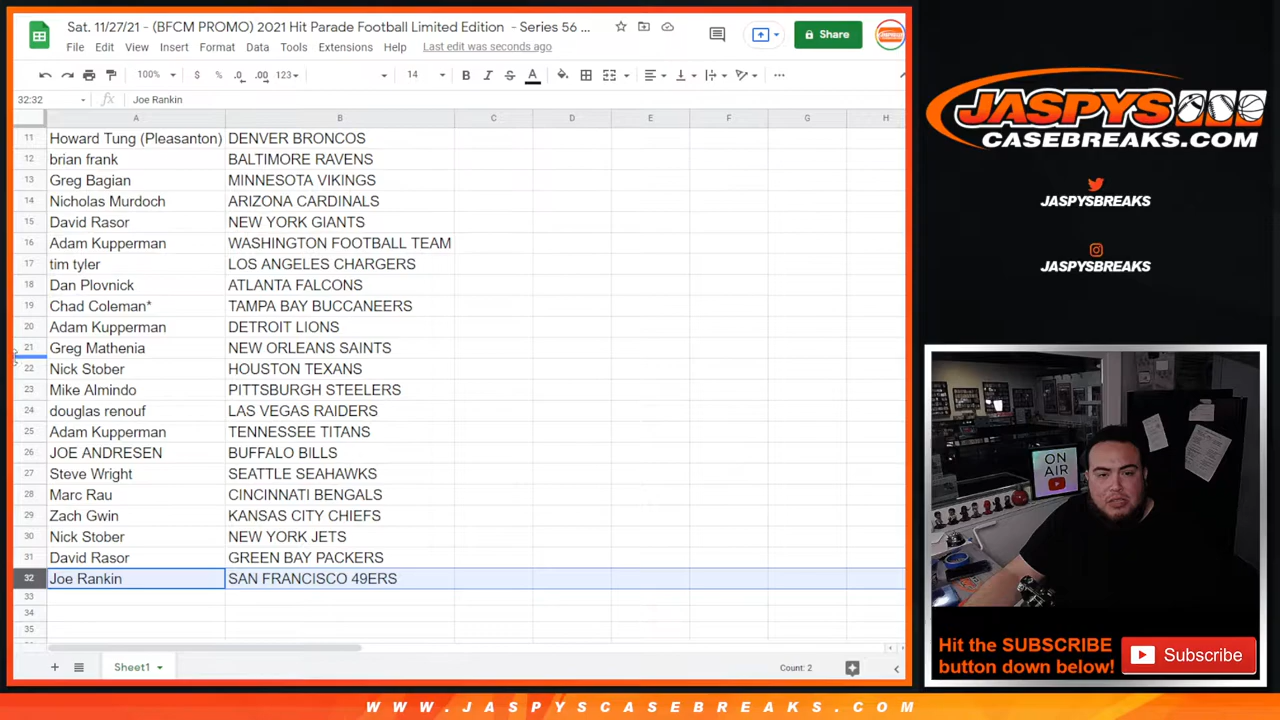 Sat. 11/27/21 - (BFCM PROMO) 2021 Hit Parade Football Limited Edition - Series 56 ...
Share
File Edit View Insert Format Data Tools Extensions Help Last edit was seconds ago
100% $ % .0 .00 123 14 B I S A
32:32 fx Joe Rankin
A B C D E F G H
11 Howard Tung (Pleasanton) DENVER BRONCOS
12 brian frank BALTIMORE RAVENS
13 Greg Bagian MINNESOTA VIKINGS
14 Nicholas Murdoch ARIZONA CARDINALS
15 David Rasor NEW YORK GIANTS
16 Adam Kupperman WASHINGTON FOOTBALL TEAM
17 tim tyler LOS ANGELES CHARGERS
18 Dan Plovnick ATLANTA FALCONS
19 Chad Coleman* TAMPA BAY BUCCANEERS
20 Adam Kupperman DETROIT LIONS
21 Greg Mathenia NEW ORLEANS SAINTS
22 Nick Stober HOUSTON TEXANS
23 Mike Almindo PITTSBURGH STEELERS
24 douglas renouf LAS VEGAS RAIDERS
25 Adam Kupperman TENNESSEE TITANS
26 JOE ANDRESEN BUFFALO BILLS
27 Steve Wright SEATTLE SEAHAWKS
28 Marc Rau CINCINNATI BENGALS
29 Zach Gwin KANSAS CITY CHIEFS
30 Nick Stober NEW YORK JETS
31 David Rasor GREEN BAY PACKERS
32 Joe Rankin SAN FRANCISCO 49ERS
33
34
35
Sheet1
Count: 2
JASPYS
CASEBREAKS.COM
JASPYSBREAKS
JASPYSBREAKS
ON
AIR
Hit the SUBSCRIBE
button down below!
Subscribe
WWW.JASPYSCASEBREAKS.COM